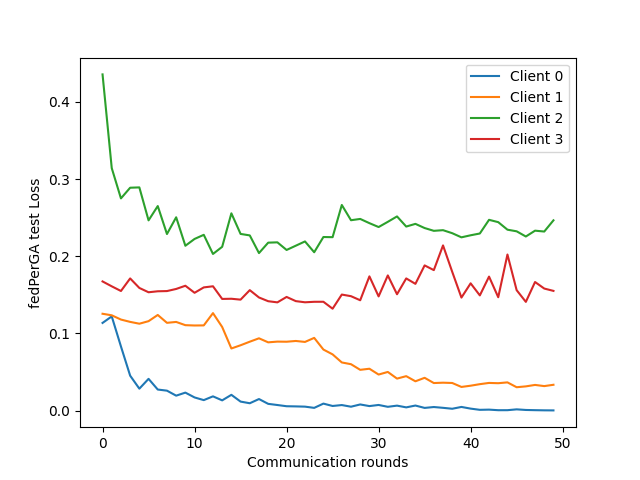 Client 0
Client 1
Client 2
Client 3
fedPerGA test Loss
0.4
0.3
0.2
0.1
0.0
0 10 20 30 40 50
Communication rounds